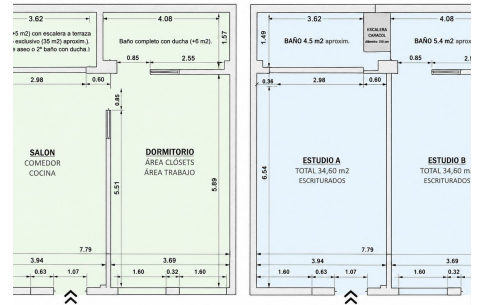 3.62
4.08
+5 m2) con escalera a terraza
exclusivo (35 m2) aproxim.),
aseo o 2º baño con ducha.)
Baño completo con ducha (+6 m2).
1.57
0.85
2.55
2.98
0.60
0.85
SALON
COMEDOR
COCINA
DORMITORIO
ÁREA CLÓSETS
ÁREA TRABAJO
5.51
5.89
7.79
3.94
3.69
0.63
1.07
1.60
0.32
1.60
3.62
4.08
1.49
BAÑO 4.5 m2 aproxim.
ESCALERA
CARACOL
BAÑO 5.4 m2 aprox
0.85
0.36
2.98
0.60
6.54
ESTUDIO A
TOTAL 34,60 m2
ESCRITURADOS
ESTUDIO B
TOTAL 34,60 m
ESCRITURADOS
7.79
3.94
3.69
1.60
0.63
1.07
1.60
0.32